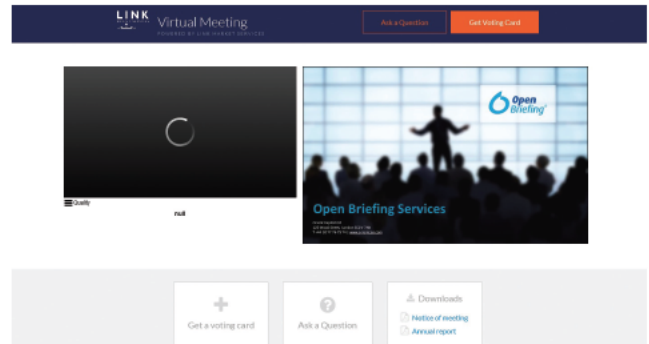 LINK
Virtual Meeting
POWERED BY LINK MARKET SERVICES
Ask a Question
Get Voting Card
Open
Briefing
Quality
null
Open Briefing Services
Get a voting card
Ask a Question
Downloads
Notice of meeting
Annual report